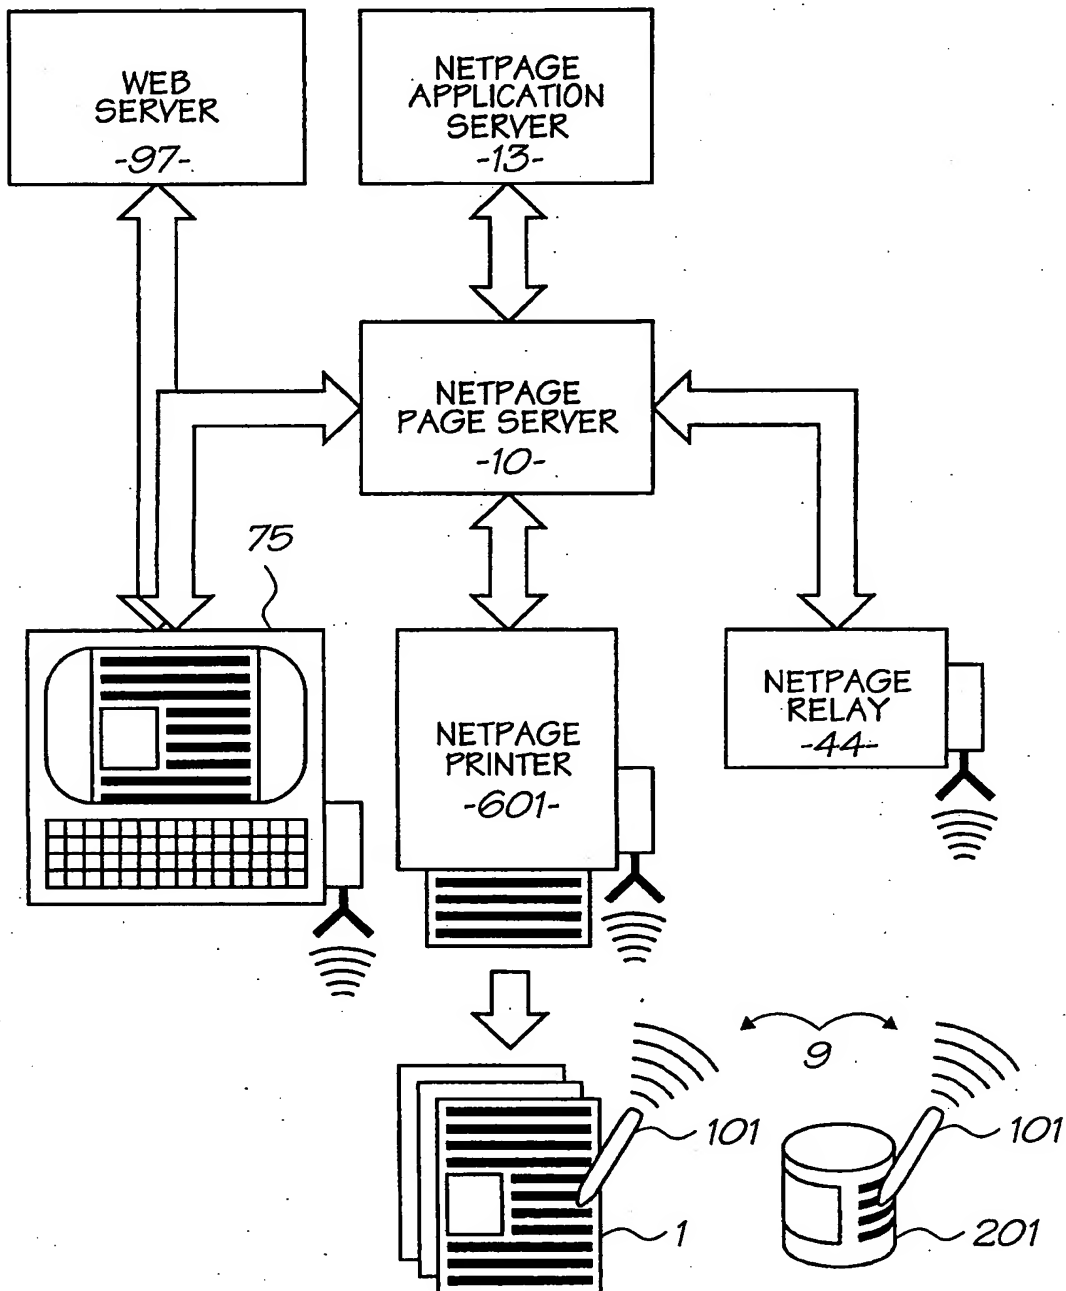 WEB
SERVER
-97-
NETPAGE
APPLICATION
SERVER
-13-
NETPAGE
PAGE SERVER
-10-
75
NETPAGE
PRINTER
-601-
NETPAGE
RELAY
-44-
9
101
101
1
201